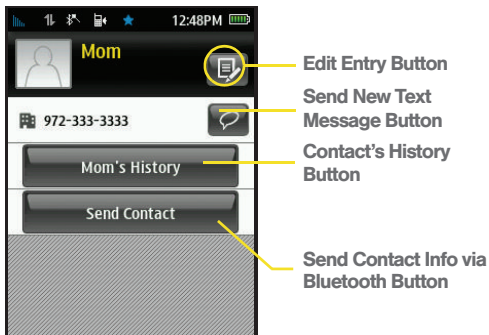 12:48PM
Mom
Edit Entry Button
Send New Text
Message Button
972-333-3333
Contact's History
Button
Mom's History
Send Contact
Send Contact Info via
Bluetooth Button